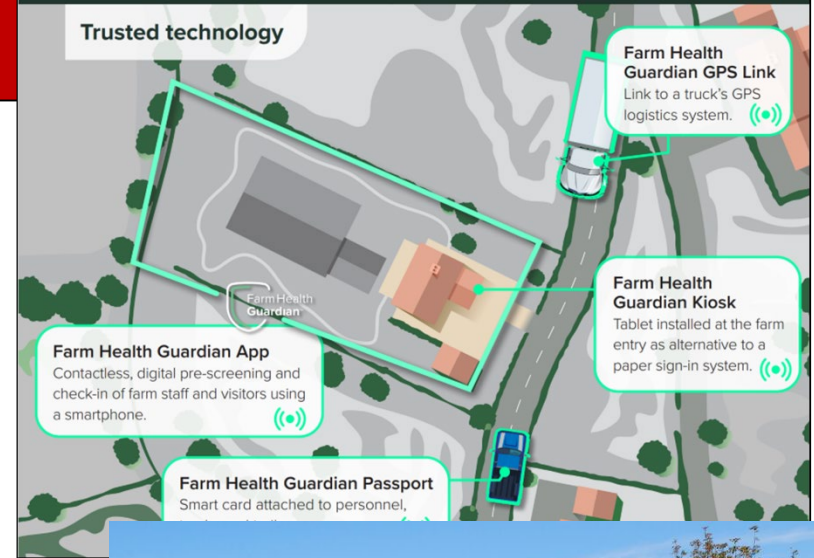 Trusted technology
Farm Health
Guardian GPS Link
Link to a truck's GPS
logistics system.
Farm Health
Guardian
Farm Health
Guardian Kiosk
Tablet installed at the farm
entry as alternative to a
paper sign-in system.
Farm Health Guardian App
Contactless, digital pre-screening and
check-in of farm staff and visitors using
a smartphone.
Farm Health Guardian Passport
Smart card attached to personnel,